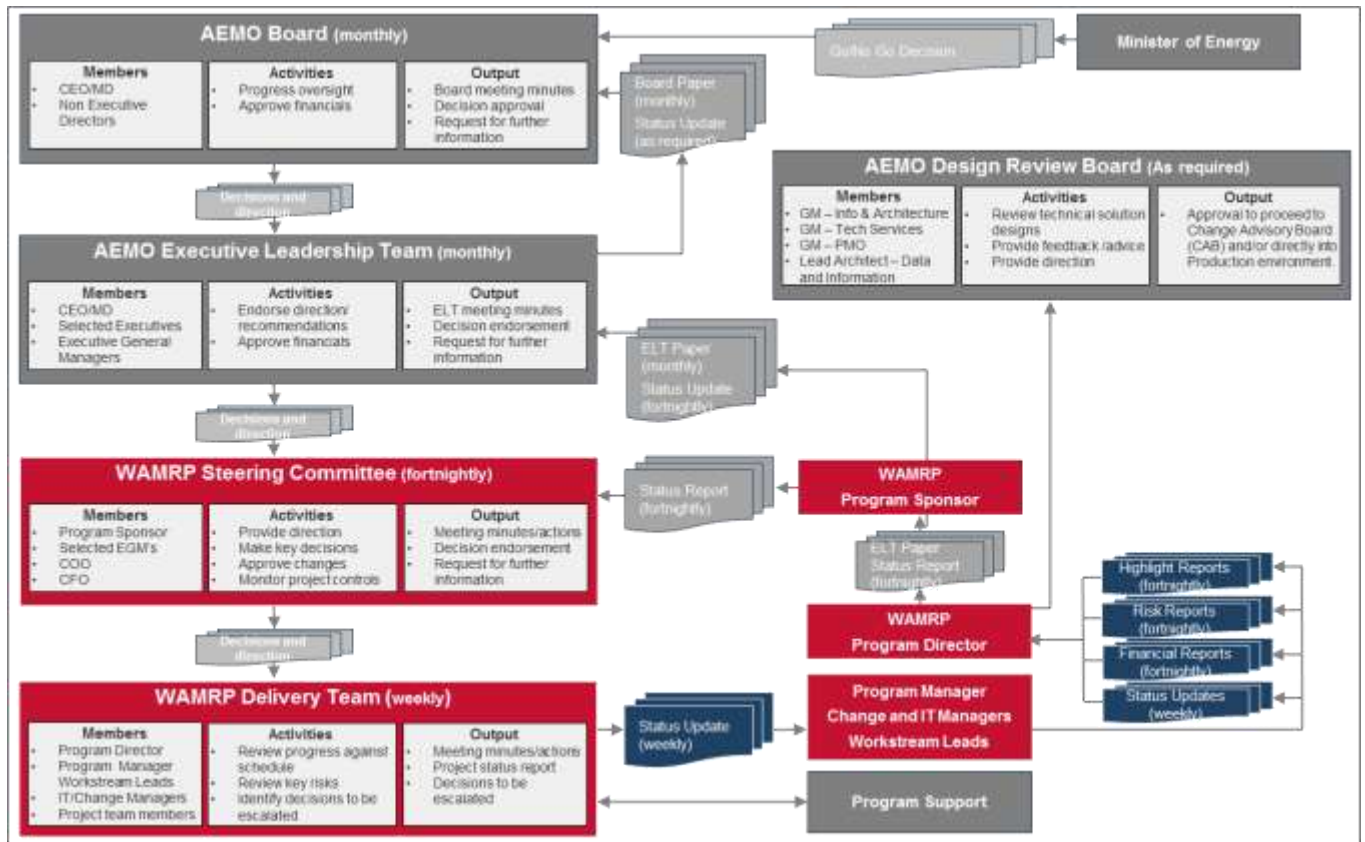 AEMO Board (monthly)
Members
CEO/MD
Non Executive
Directors
Activities
Progress oversight
Approve financials
Output
Board meeting minutes
Decision approval
Request for further
information
Board Paper
(monthly)
Status Update
(as required)
Go/No Go Decision
Minister of Energy
Decisions and
direction
AEMO Design Review Board (As required)
Members
GM – Info & Architecture
GM – Tech Services
GM – PMO
Lead Architect – Data
and Information
Activities
Review technical solution
designs
Provide feedback /advice
Provide direction
Output
Approval to proceed to
Change Advisory Board
(CAB) and/or directly into
Production environment.
AEMO Executive Leadership Team (monthly)
Members
CEO/MD
Selected Executives
Executive General
Managers
Activities
Endorse direction/
recommendations
Approve financials
Output
ELT meeting minutes
Decision endorsement
Request for further
information
ELT Paper
(monthly)
Status Update
(fortnightly)
Decisions and
direction
WAMRP Steering Committee (fortnightly)
Members
Program Sponsor
Selected EGM's
COO
CFO
Activities
Provide direction
Make key decisions
Approve changes
Monitor project controls
Output
Meeting minutes/actions
Decision endorsement
Request for further
information
Status Report
(fortnightly)
WAMRP
Program Sponsor
ELT Paper
Status Report
(fortnightly)
WAMRP
Program Director
Highlight Reports
(fortnightly)
Risk Reports
(fortnightly)
Financial Reports
(fortnightly)
Status Updates
(weekly)
Decisions and
direction
WAMRP Delivery Team (weekly)
Members
Program Director
Program Manager
Workstream Leads
IT/Change Managers
Project team members
Activities
Review progress against
schedule
Review key risks
Identify decisions to be
escalated
Output
Meeting minutes/actions
Project status report
Decisions to be
escalated
Status Update
(weekly)
Program Manager
Change and IT Managers
Workstream Leads
Program Support